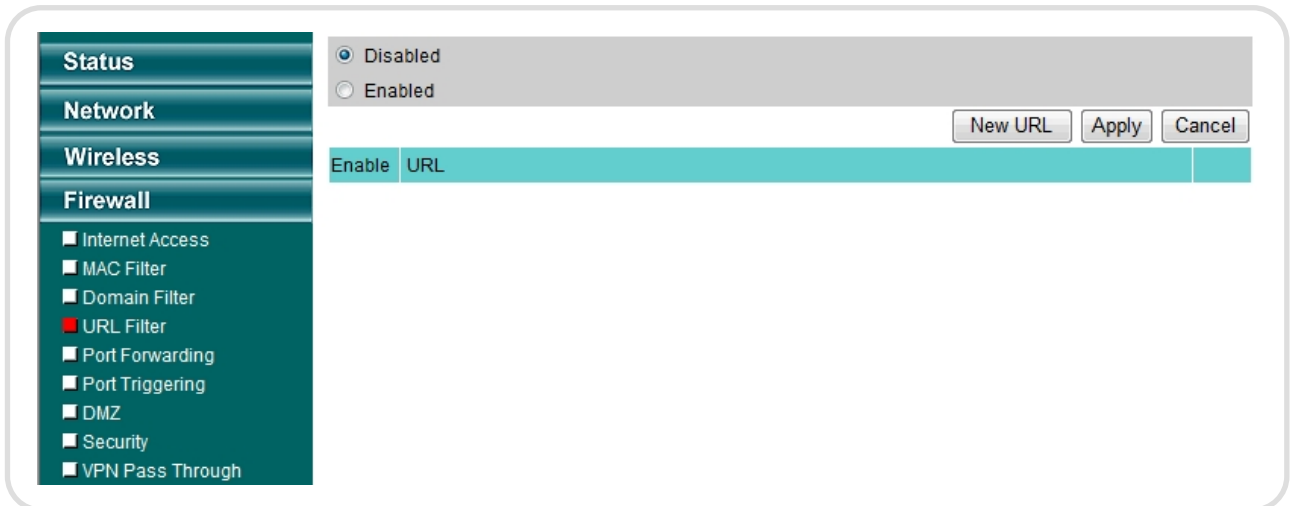 Status
Network
Wireless
Firewall
Internet Access
MAC Filter
Domain Filter
URL Filter
Port Forwarding
Port Triggering
DMZ
Security
VPN Pass Through
Disabled
Enabled
New URL Apply Cancel
Enable URL